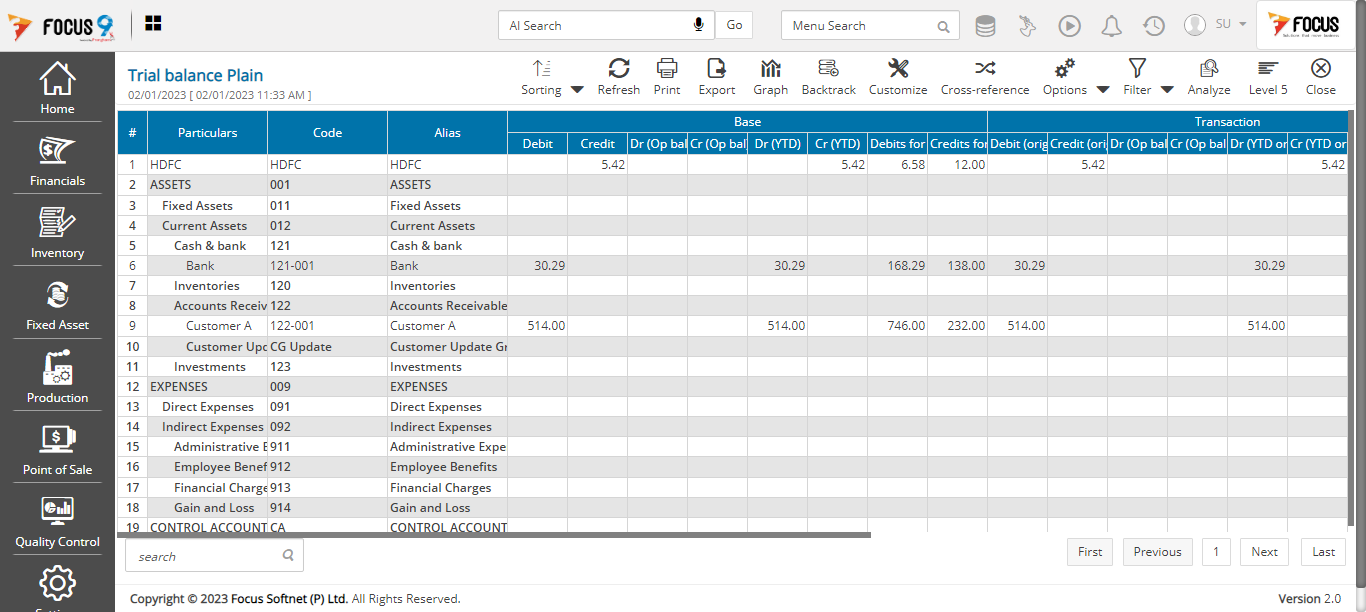 FOCUS 9
AI Search
Go
Menu Search
SU
FOCUS
Home
Financials
Inventory
Fixed Asset
Production
Point of Sale
Quality Control
Trial balance Plain
02/01/2023 [ 02/01/2023 11:33 AM ]
Sorting Refresh Print Export Graph Backtrack Customize Cross-reference Options Filter Analyze Level 5 Close
# Particulars Code Alias Base Transaction
Debit Credit Dr (Op bal Cr (Op bal Dr (YTD) Cr (YTD) Debits for Credits for Debit (orig Credit (ori Dr (Op bal Cr (Op bal Dr (YTD or Cr (YTD or
1 HDFC HDFC HDFC 5.42 5.42 6.58 12.00 5.42 5.42
2 ASSETS 001 ASSETS
3 Fixed Assets 011 Fixed Assets
4 Current Assets 012 Current Assets
5 Cash & bank 121 Cash & bank
6 Bank 121-001 Bank 30.29 30.29 168.29 138.00 30.29 30.29
7 Inventories 120 Inventories
8 Accounts Receiv 122 Accounts Receivable
9 Customer A 122-001 Customer A 514.00 514.00 746.00 232.00 514.00 514.00
10 Customer Upd CG Update Customer Update Gr
11 Investments 123 Investments
12 EXPENSES 009 EXPENSES
13 Direct Expenses 091 Direct Expenses
14 Indirect Expenses 092 Indirect Expenses
15 Administrative E 911 Administrative Expe
16 Employee Benef 912 Employee Benefits
17 Financial Charge 913 Financial Charges
18 Gain and Loss 914 Gain and Loss
19 CONTROL ACCOUNT CA CONTROL ACCOUNT
search
First Previous 1 Next Last
Copyright © 2023 Focus Softnet (P) Ltd. All Rights Reserved.
Version 2.0